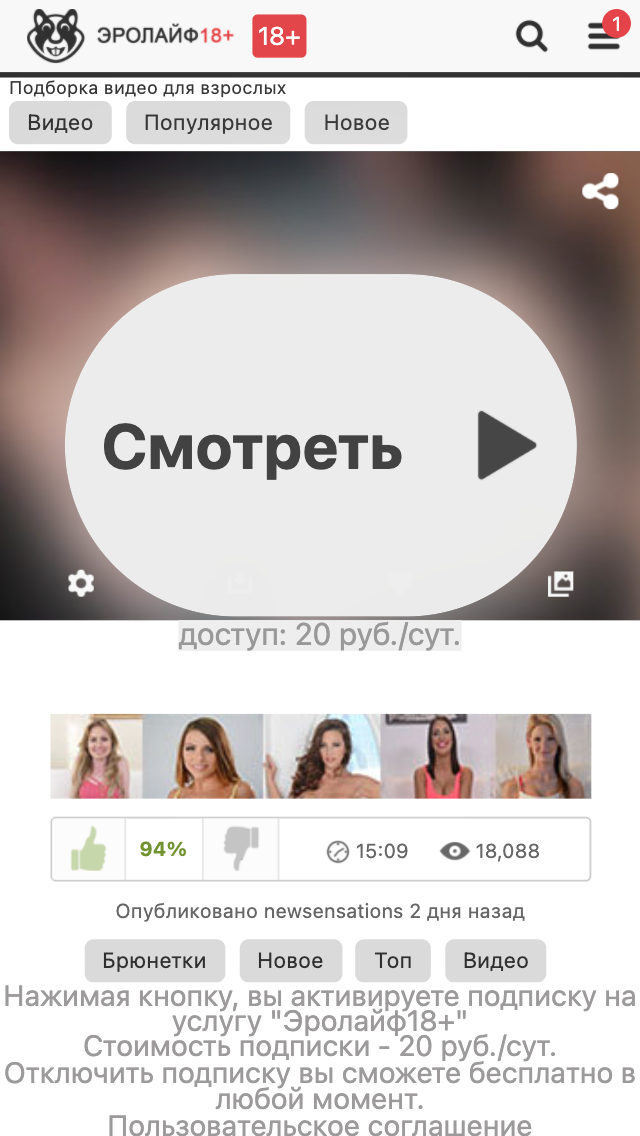 ЭРОЛАЙФ18+ 18+ 1
Подборка видео для взрослых
Видео Популярное Новое
Смотреть
доступ: 20 руб./сут.
94% 15:09 18,088
Опубликовано newsensations 2 дня назад
Брюнетки Новое Топ Видео
Нажимая кнопку, вы активируете подписку на
услугу "Эролайф18+"
Стоимость подписки - 20 руб./сут.
Отключить подписку вы сможете бесплатно в
любой момент.
Пользовательское соглашение